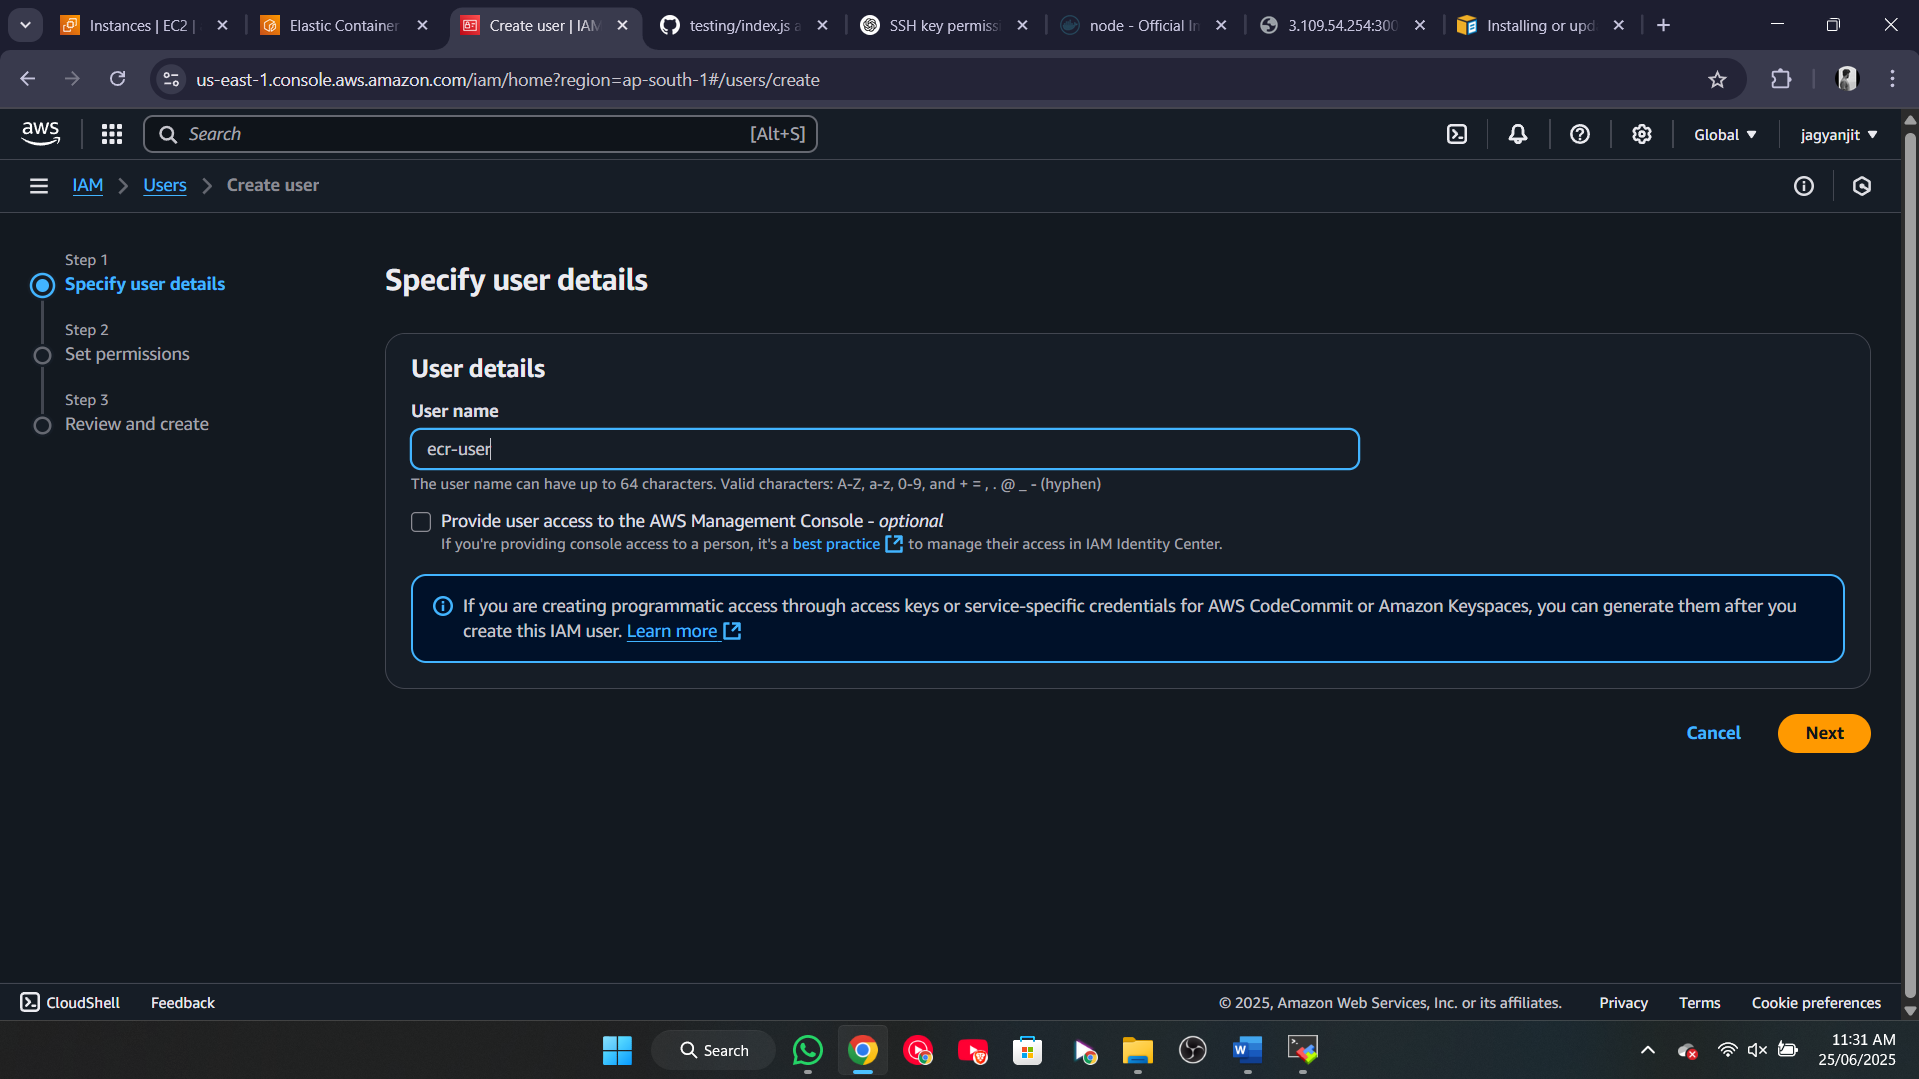 Instances | EC2 |
Elastic Container
Create user | IAM
testing/index.js a
SSH key permiss
node - Official In
3.109.54.254:300
Installing or upd
us-east-1.console.aws.amazon.com/iam/home?region=ap-south-1#/users/create
aws
Search
[Alt+S]
Global
jagyanjit
IAM
Users
Create user
Step 1
Specify user details
Step 2
Set permissions
Step 3
Review and create
Specify user details
User details
User name
ecr-user
The user name can have up to 64 characters. Valid characters: A-Z, a-z, 0-9, and + = , . @ _ - (hyphen)
Provide user access to the AWS Management Console - optional
If you're providing console access to a person, it's a best practice to manage their access in IAM Identity Center.
If you are creating programmatic access through access keys or service-specific credentials for AWS CodeCommit or Amazon Keyspaces, you can generate them after you
create this IAM user. Learn more
Cancel
Next
CloudShell
Feedback
© 2025, Amazon Web Services, Inc. or its affiliates.
Privacy
Terms
Cookie preferences
Search
11:31 AM
25/06/2025